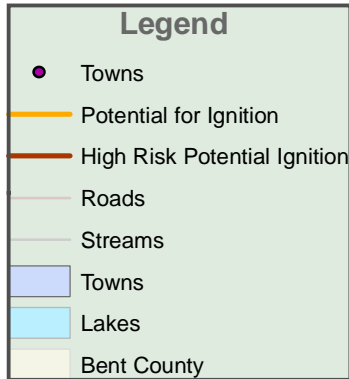 Legend
Towns
Potential for Ignition
High Risk Potential Ignition
Roads
Streams
Towns
Lakes
Bent County